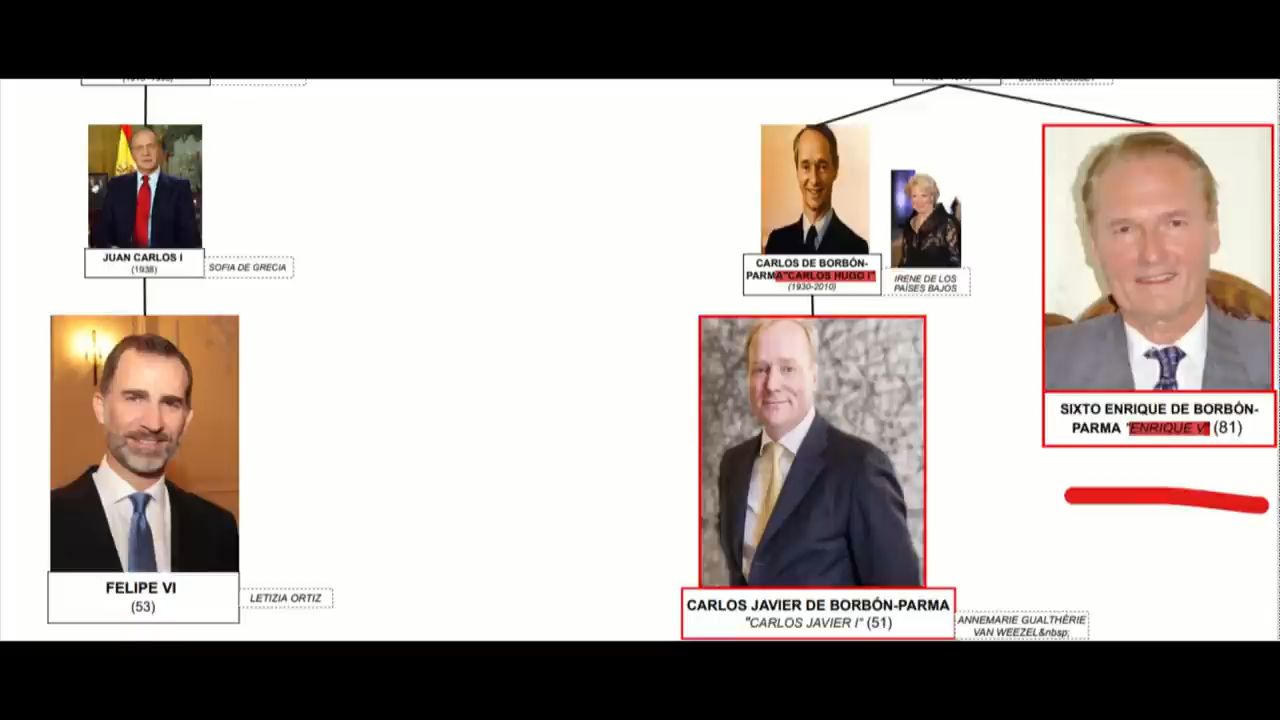 JUAN CARLOS I
(1938)
SOFIA DE GRECIA
FELIPE VI
(53)
LETIZIA ORTIZ
CARLOS DE BORBÓN-
PARMA"CARLOS HUGO I"
(1930-2010)
IRENE DE LOS
PAÍSES BAJOS
CARLOS JAVIER DE BORBÓN-PARMA
"CARLOS JAVIER I" (51)
ANNEMARIE GUALTHÉRIE
VAN WEEZEL&nbsp;
SIXTO ENRIQUE DE BORBÓN-
PARMA "ENRIQUE V" (81)